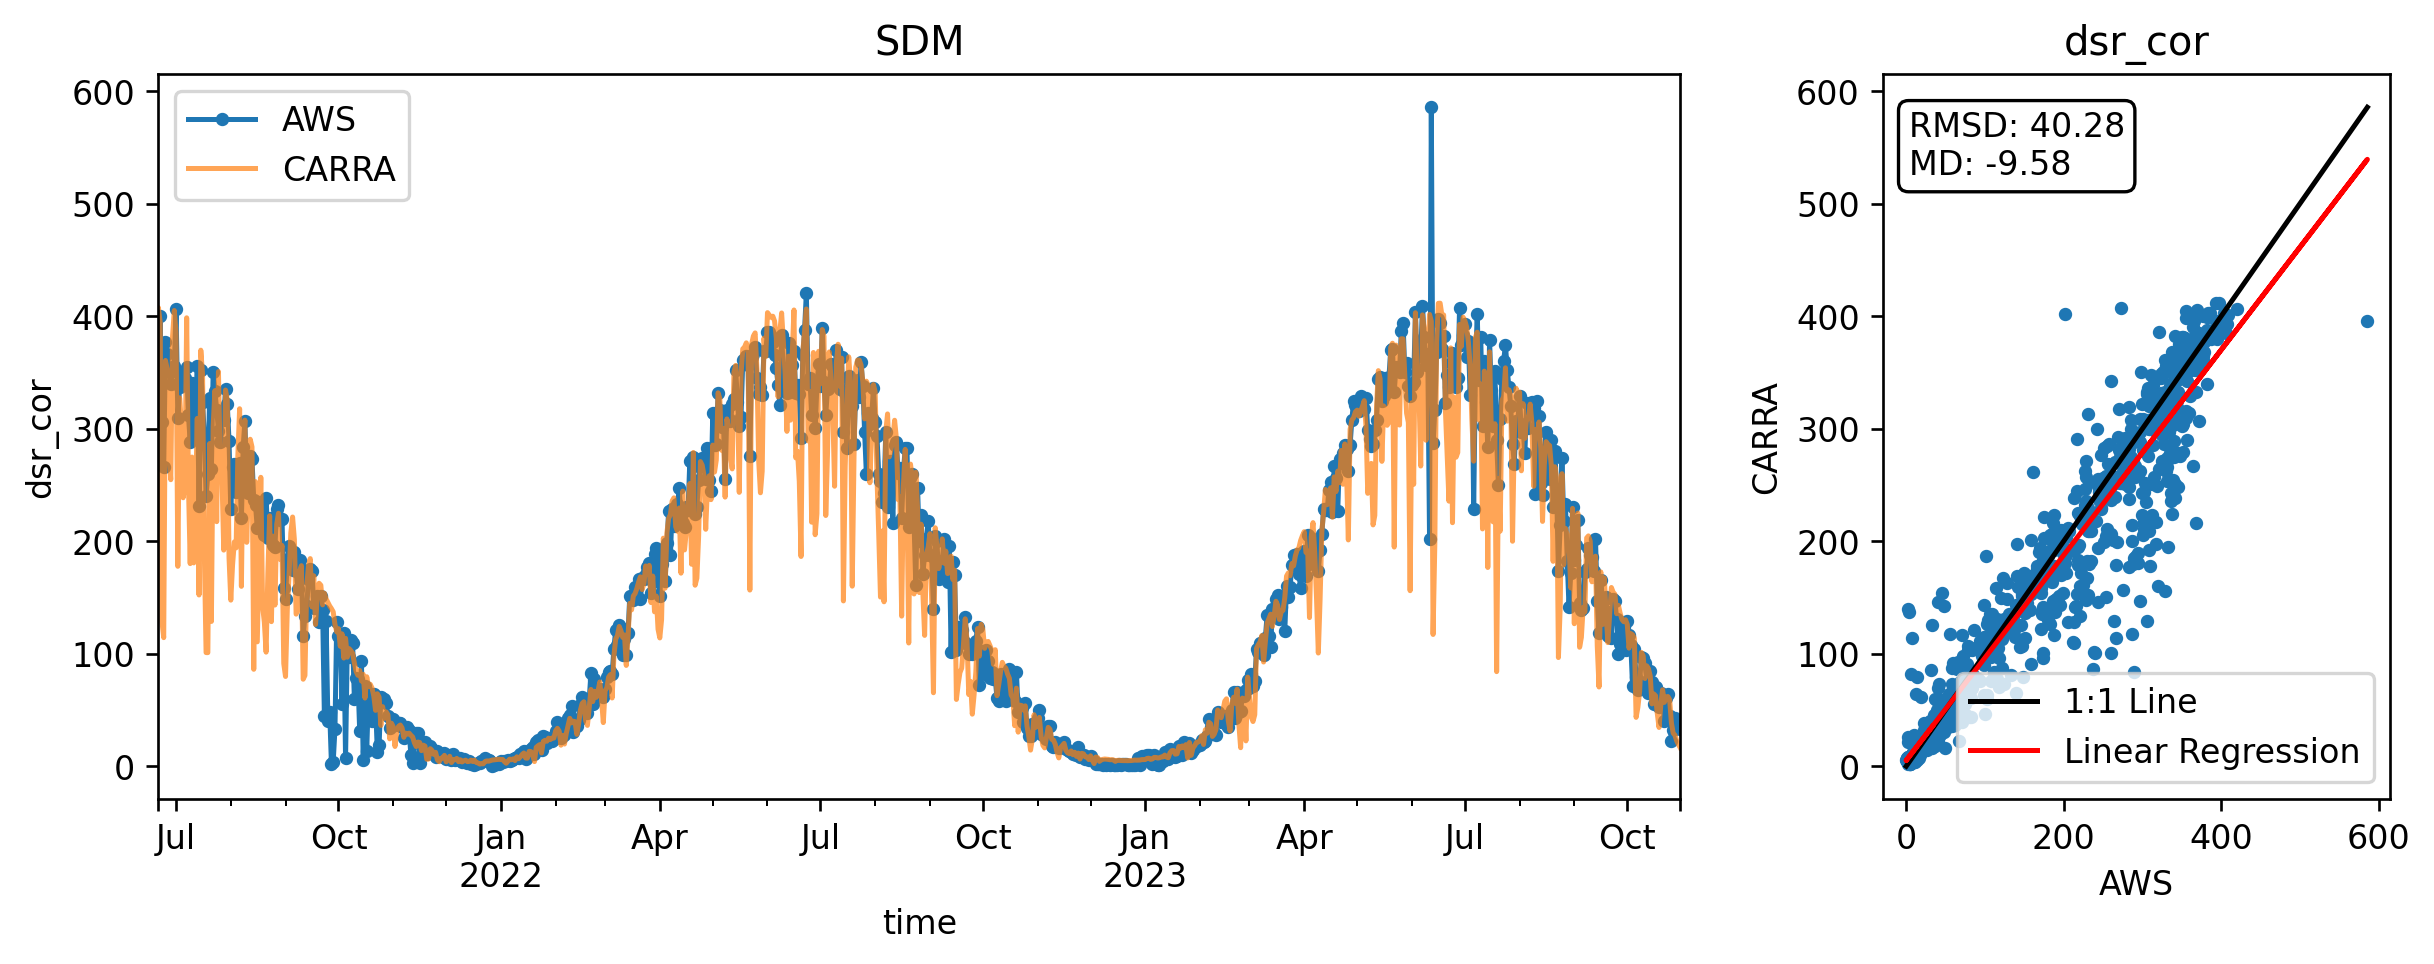 SDM
600
500
400
300
200
100
0
dsr_cor
AWS
CARRA
Jul
Oct
Jan
2022
Apr
Jul
Oct
Jan
2023
Apr
Jul
Oct
time
dsr_cor
600
500
400
300
200
100
0
CARRA
RMSD: 40.28
MD: -9.58
1:1 Line
Linear Regression
0
200
400
600
AWS